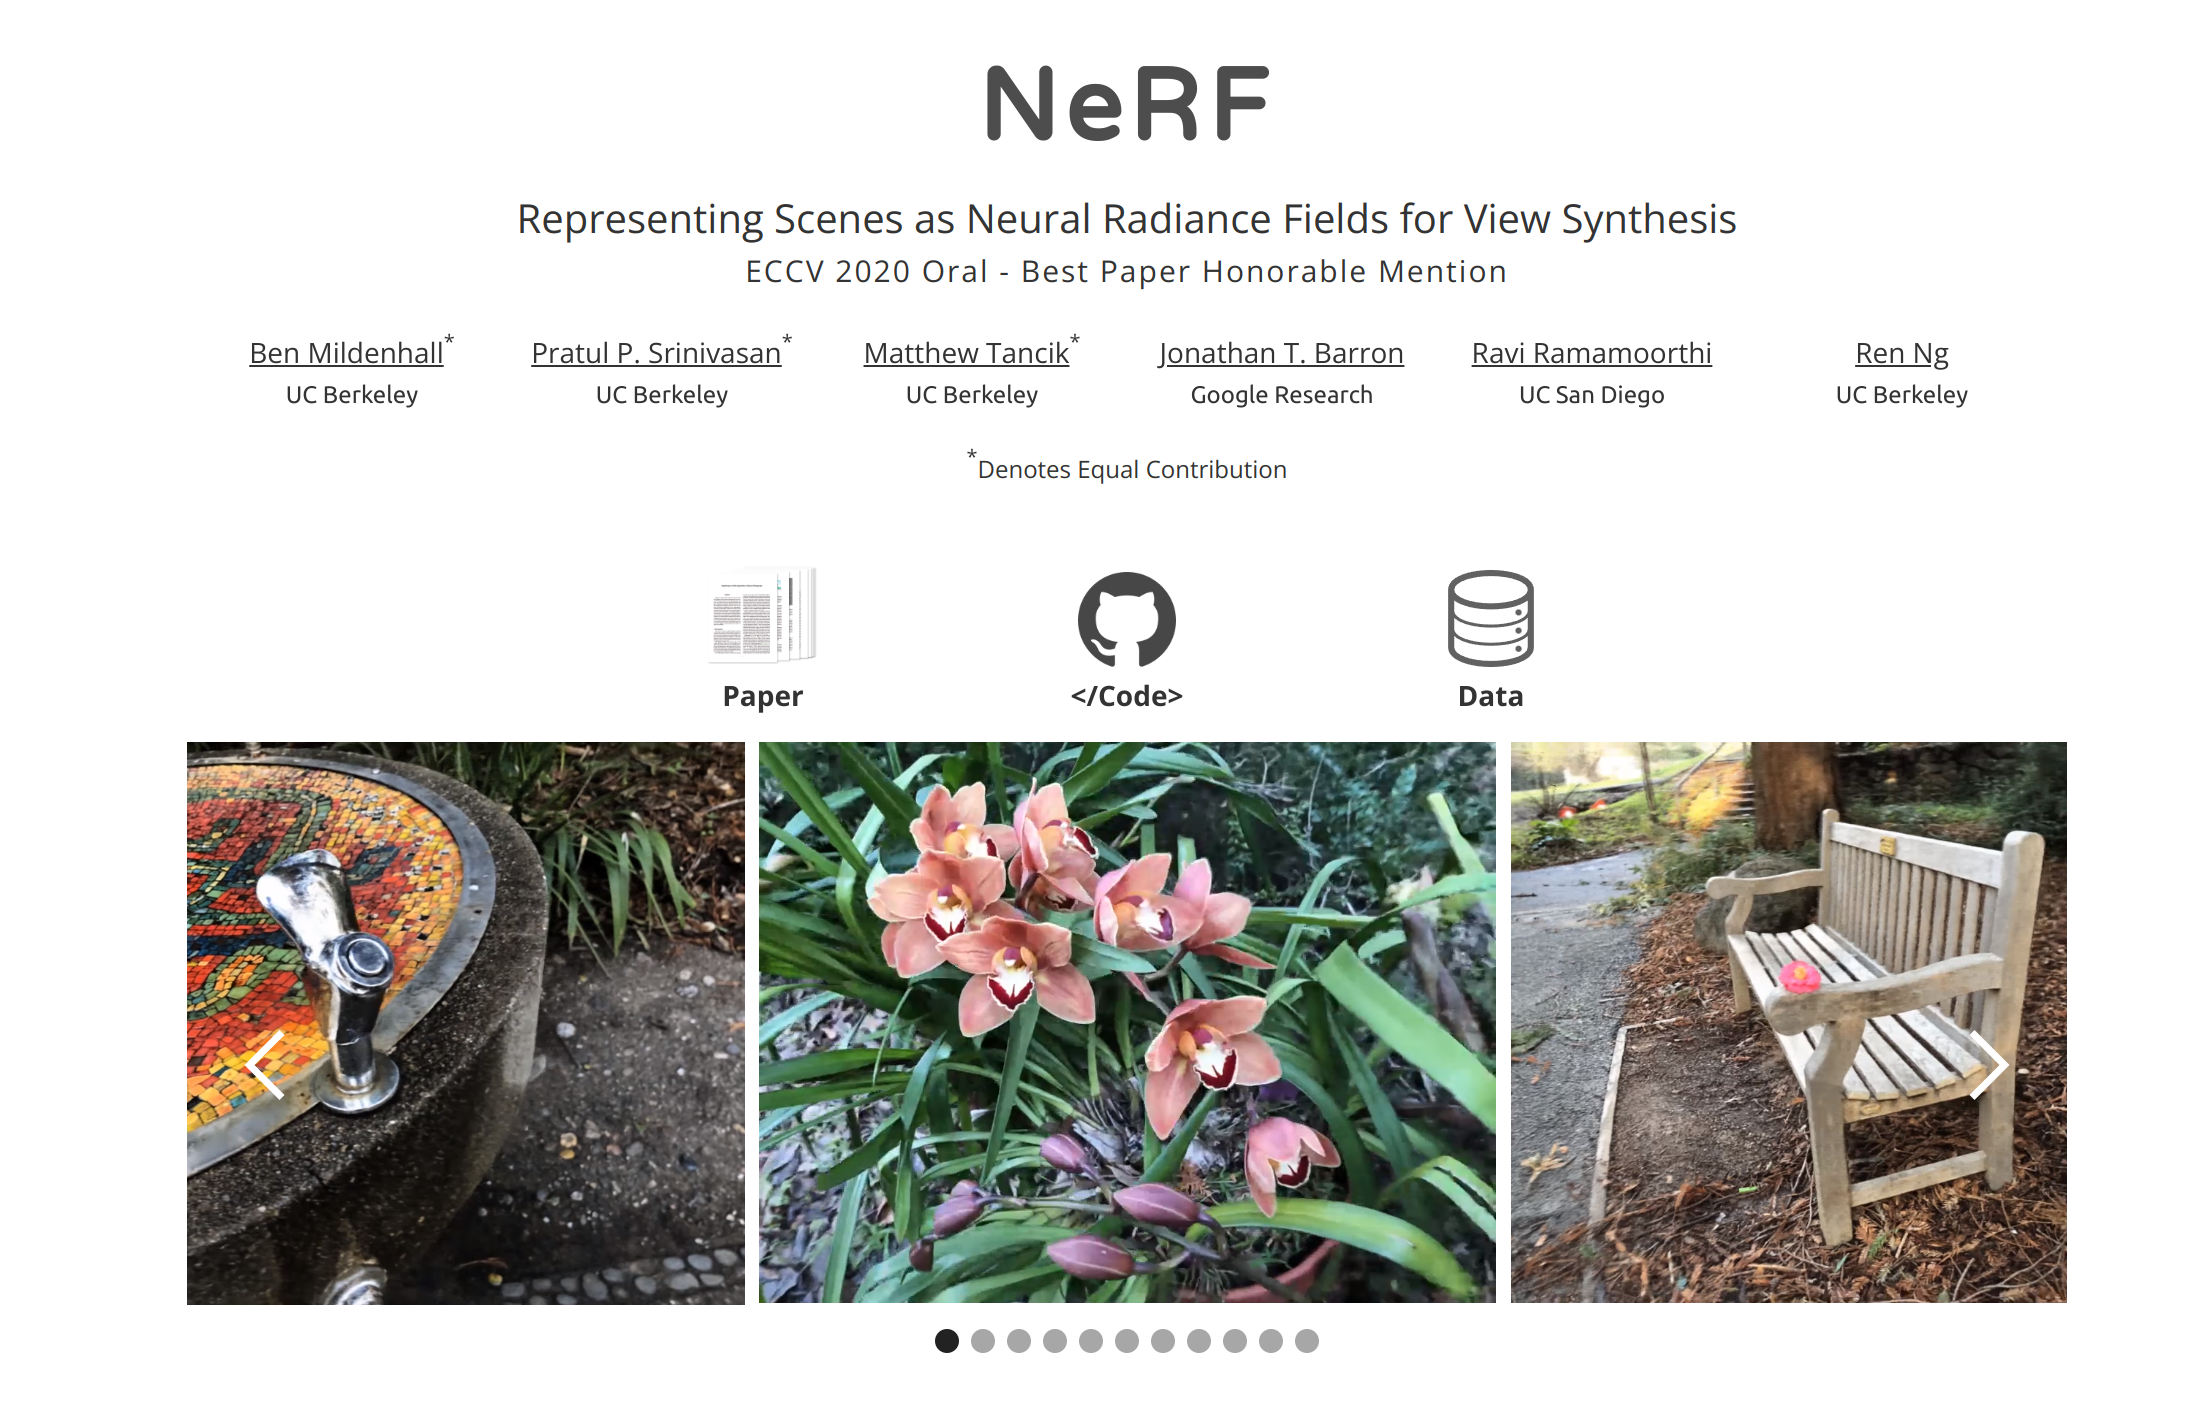 NeRF
Representing Scenes as Neural Radiance Fields for View Synthesis
ECCV 2020 Oral - Best Paper Honorable Mention
Ben Mildenhall* Pratul P. Srinivasan* Matthew Tancik* Jonathan T. Barron Ravi Ramamoorthi Ren Ng
UC Berkeley UC Berkeley UC Berkeley Google Research UC San Diego UC Berkeley
*Denotes Equal Contribution
Paper </Code> Data